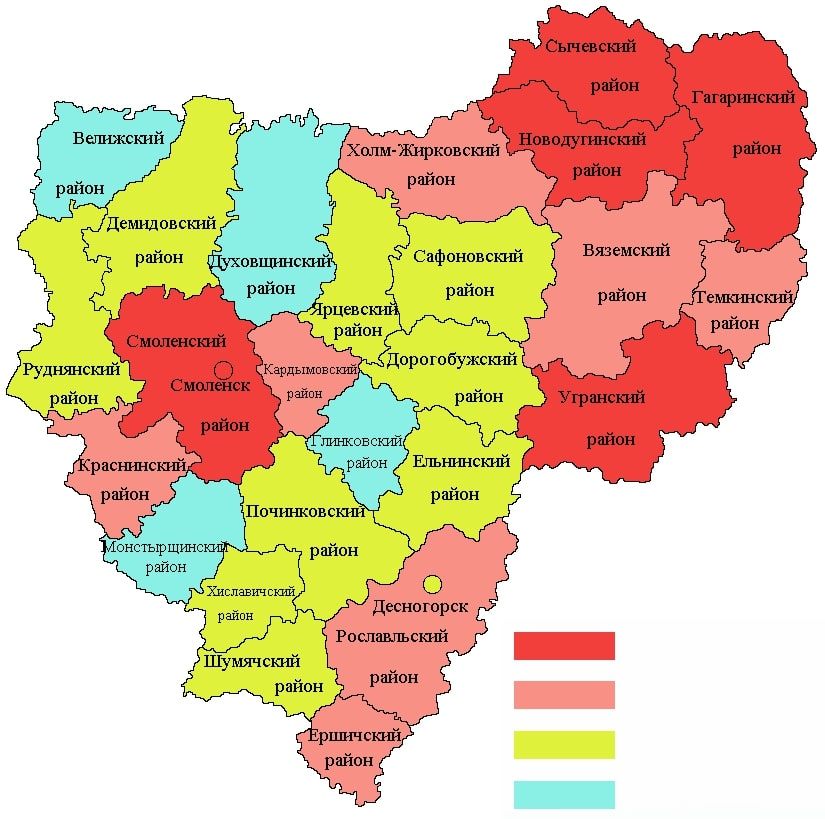 Сычевский
район
Гагаринский
район
Новодугинский
район
Холм-Жирковский
район
Велижский
район
Демидовский
район
Духовщинский
район
Сафоновский
район
Вяземский
район
Темкинский
район
Ярцевский
район
Смоленский
Смоленск
район
Руднянский
район
Кардымовский
район
Дорогобужский
район
Угранский
район
Глинковский
район
Ельнинский
район
Краснинский
район
Починковский
район
Монстырщинский
район
Хиславичский
район
Десногорск
Рославльский
район
Шумячский
район
Ершичский
район